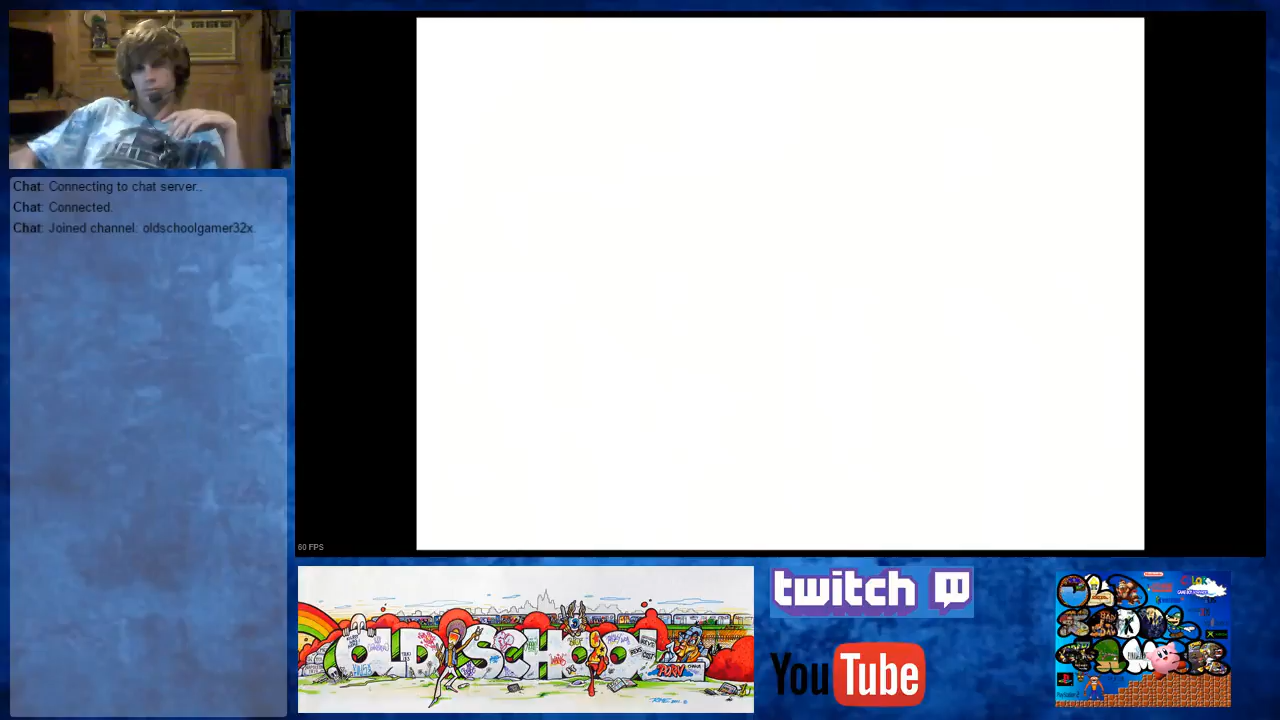 Chat: Connecting to chat server..
Chat: Connected.
Chat: Joined channel: oldschoolgamer32x.
60 FPS
OLDSCHOOL
twitch
YouTube